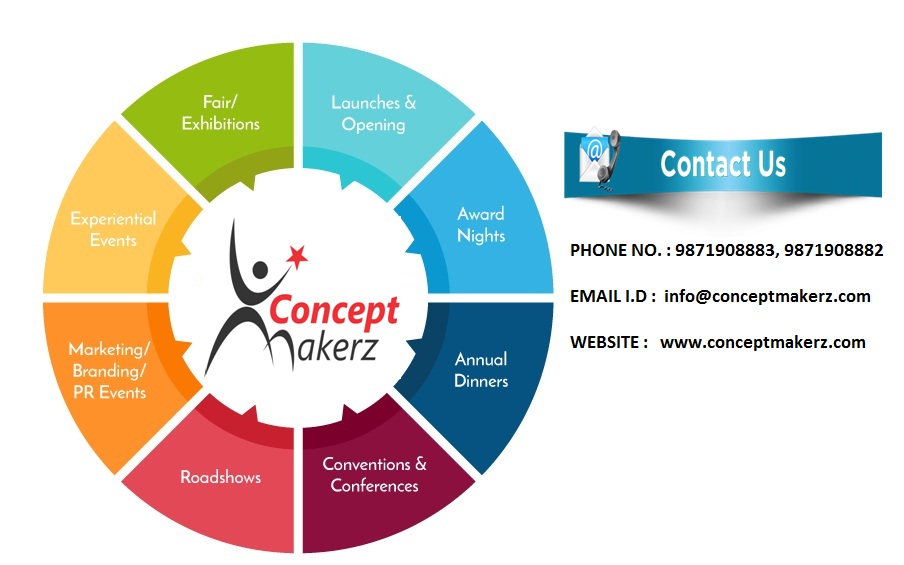 Fair/
Exhibitions
Launches &
Opening
Award
Nights
Annual
Dinners
Conventions &
Conferences
Roadshows
Marketing/
Branding/
PR Events
Experiential
Events
Concept
Makerz
@
Contact Us
PHONE NO. : 9871908883, 9871908882
EMAIL I.D : info@conceptmakerz.com
WEBSITE : www.conceptmakerz.com